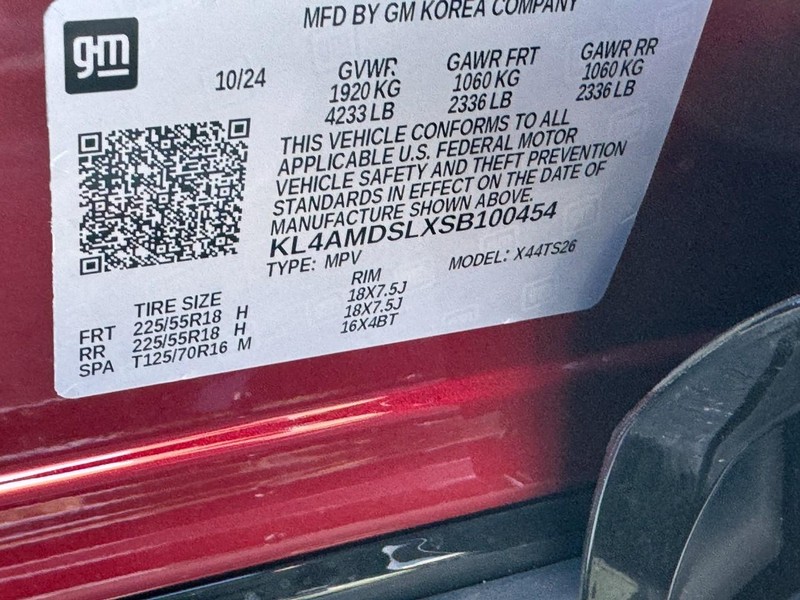 MFD BY GM KOREA COMPANY
gm
10/24
GVWR GAWR FRT GAWR RR
1920 KG 1060 KG 1060 KG
4233 LB 2336 LB 2336 LB
THIS VEHICLE CONFORMS TO ALL
APPLICABLE U.S. FEDERAL MOTOR
VEHICLE SAFETY AND THEFT PREVENTION
STANDARDS IN EFFECT ON THE DATE OF
MANUFACTURE SHOWN ABOVE.
KL4AMDSLXSB100454
TYPE: MPV MODEL: X44TS26
TIRE SIZE RIM
FRT 225/55R18 H 18X7.5J
RR 225/55R18 H 18X7.5J
SPA T125/70R16 M 16X4BT